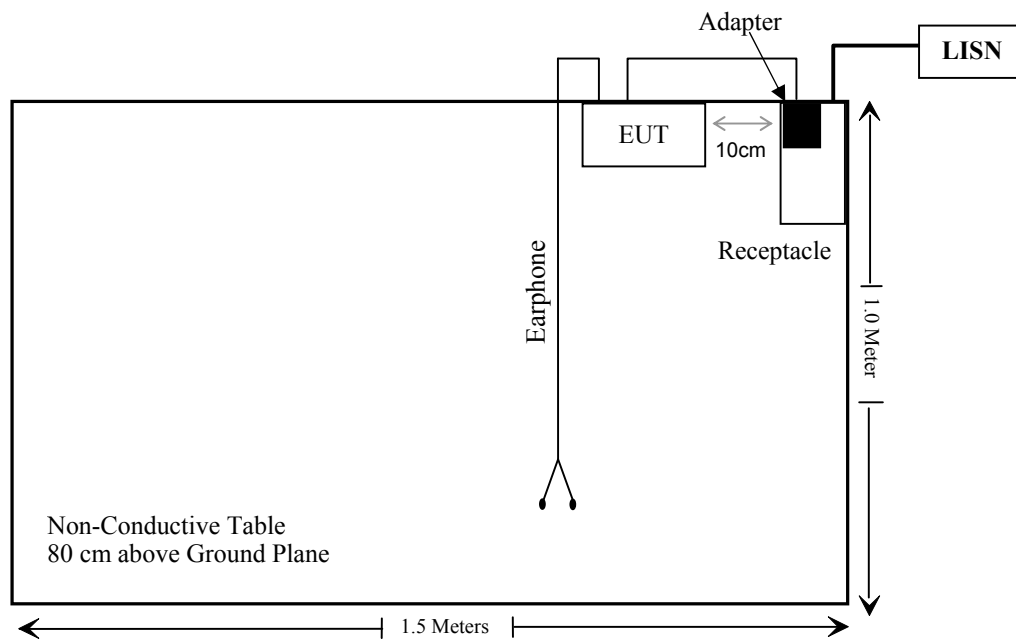 Adapter
LISN
EUT
10cm
Receptacle
Earphone
1.0 Meter
Non-Conductive Table
80 cm above Ground Plane
1.5 Meters